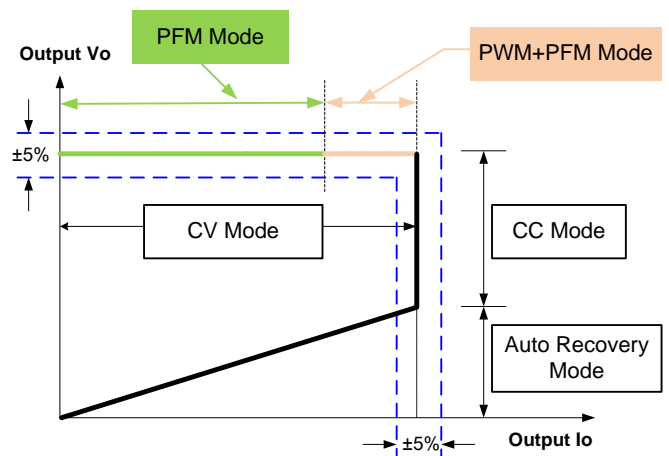 PFM Mode
Output Vo
PWM+PFM Mode
±5%
CV Mode
CC Mode
Auto Recovery
Mode
±5%
Output Io